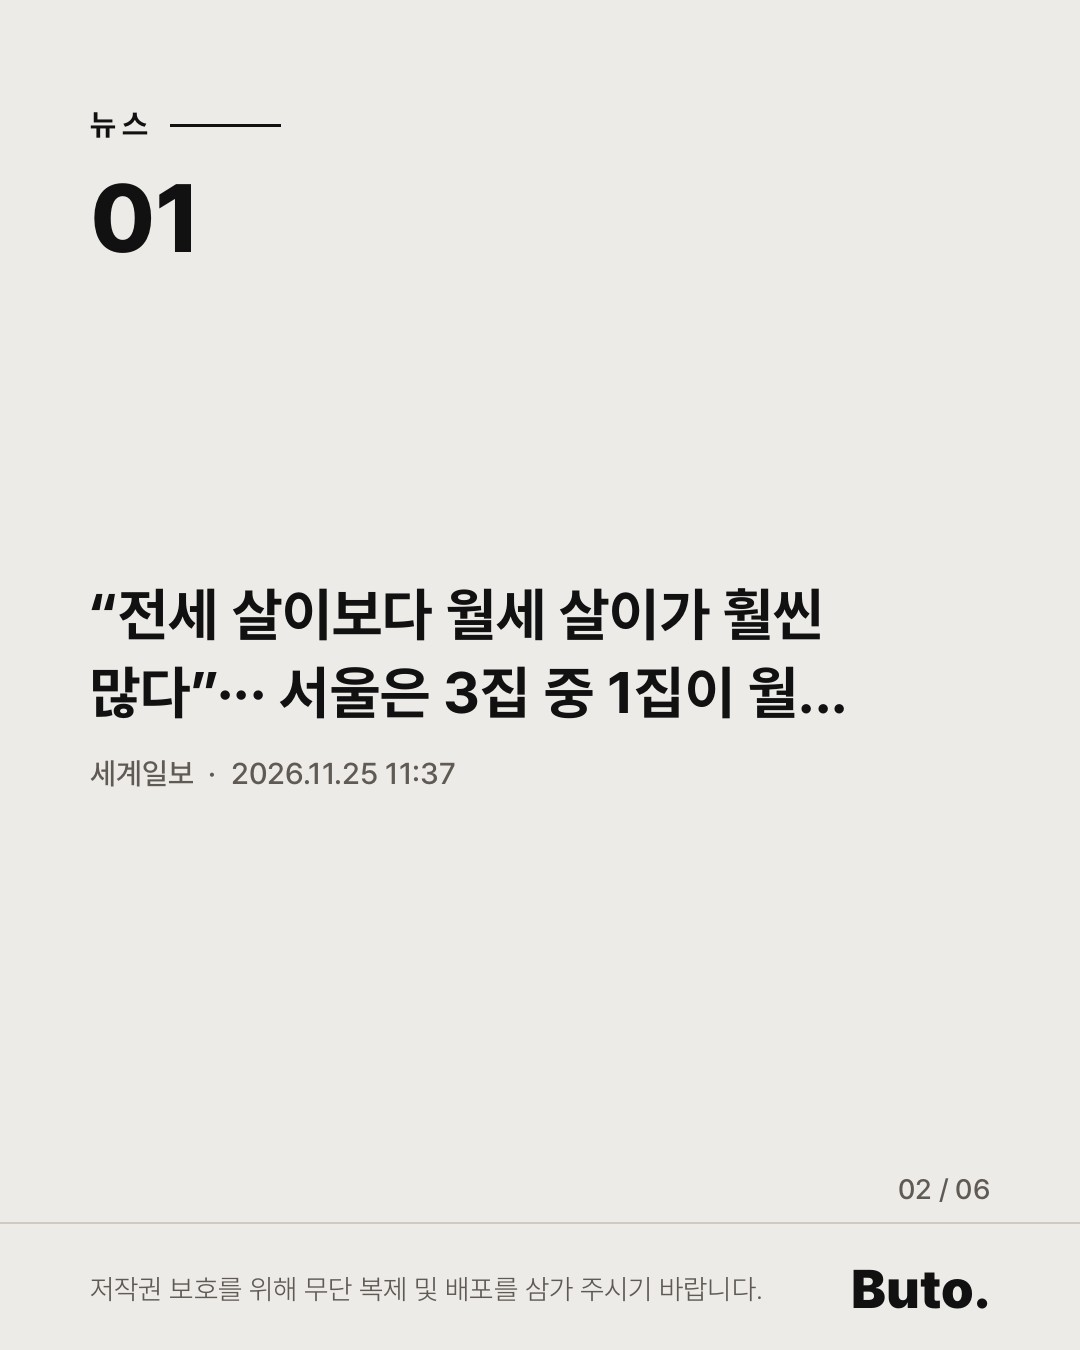 뉴스
01
“전세 살이보다 월세 살이가 훨씬
많다”… 서울은 3집 중 1집이 월...
세계일보 · 2026.11.25 11:37
02 / 06
저작권 보호를 위해 무단 복제 및 배포를 삼가 주시기 바랍니다.
Buto.